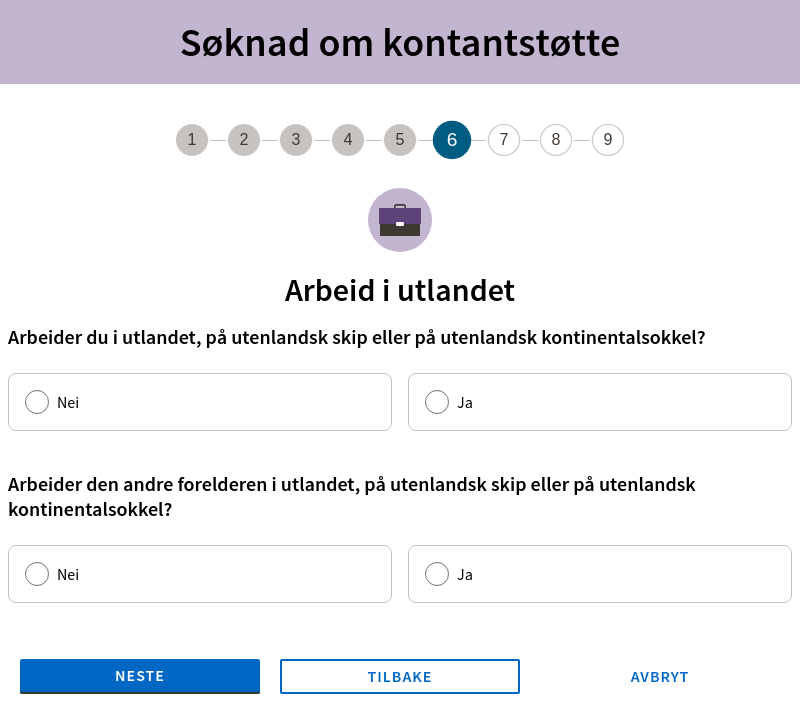 Søknad om kontantstøtte
1 2 3 4 5 6 7 8 9
Arbeid i utlandet
Arbeider du i utlandet, på utenlandsk skip eller på utenlandsk kontinentalsokkel?
Nei Ja
Arbeider den andre forelderen i utlandet, på utenlandsk skip eller på utenlandsk
kontinentalsokkel?
Nei Ja
NESTE TILBAKE AVBRYT